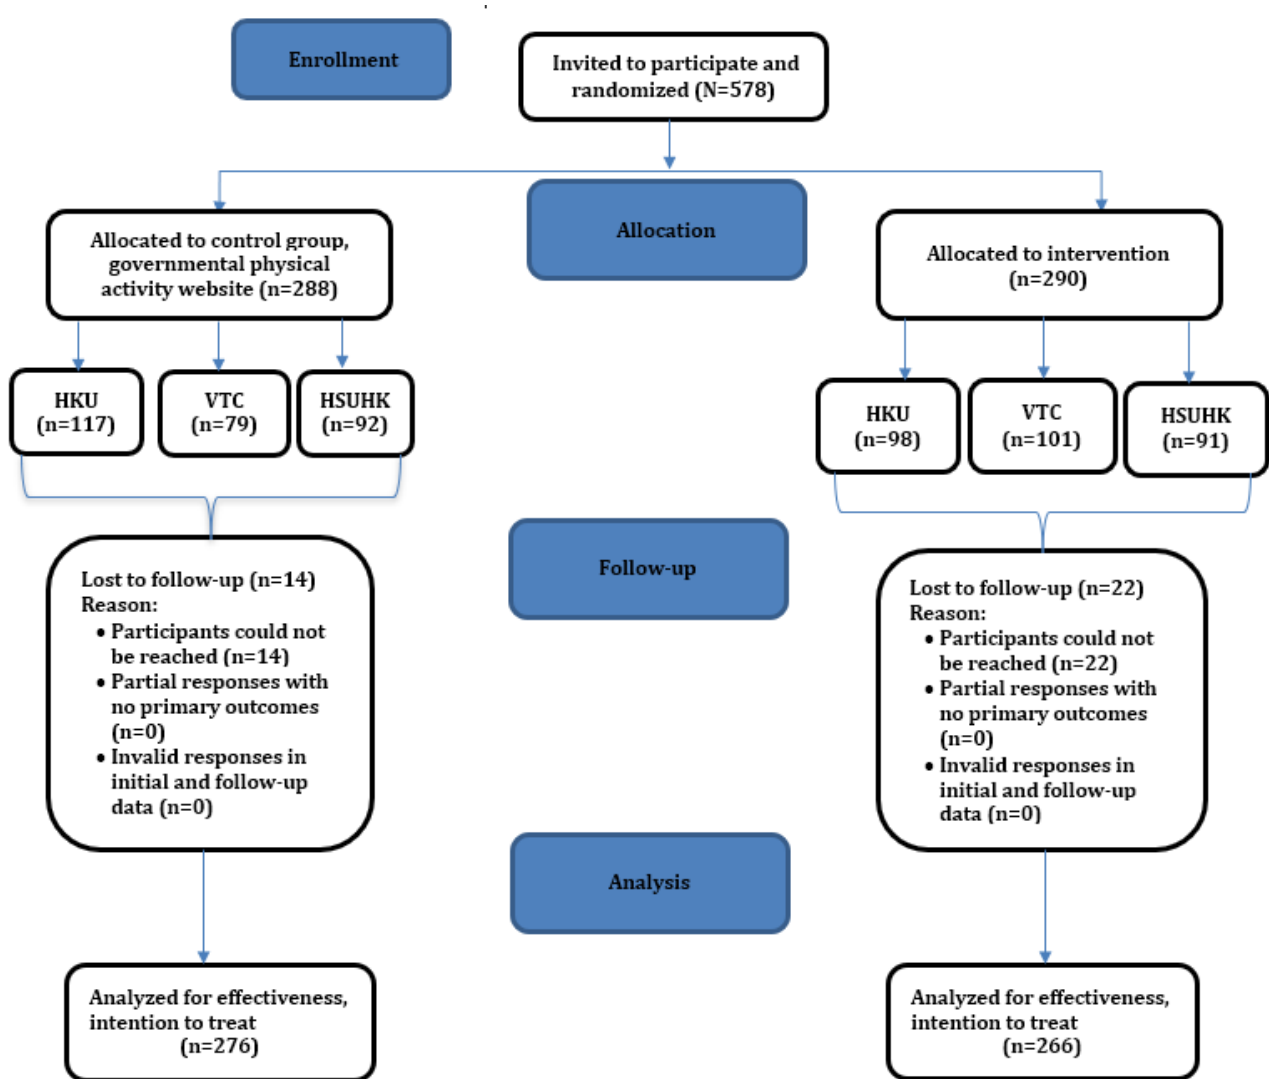 Enrollment
Invited to participate and
randomized (N=578)
Allocation
Allocated to control group,
governmental physical
activity website (n=288)
Allocated to intervention
(n=290)
HKU
(n=117)
VTC
(n=79)
HSUHK
(n=92)
HKU
(n=98)
VTC
(n=101)
HSUHK
(n=91)
Follow-up
Lost to follow-up (n=14)
Reason:
• Participants could not
be reached (n=14)
• Partial responses with
no primary outcomes
(n=0)
• Invalid responses in
initial and follow-up
data (n=0)
Lost to follow-up (n=22)
Reason:
• Participants could not
be reached (n=22)
• Partial responses with
no primary outcomes
(n=0)
• Invalid responses in
initial and follow-up
data (n=0)
Analysis
Analyzed for effectiveness,
intention to treat
(n=276)
Analyzed for effectiveness,
intention to treat
(n=266)